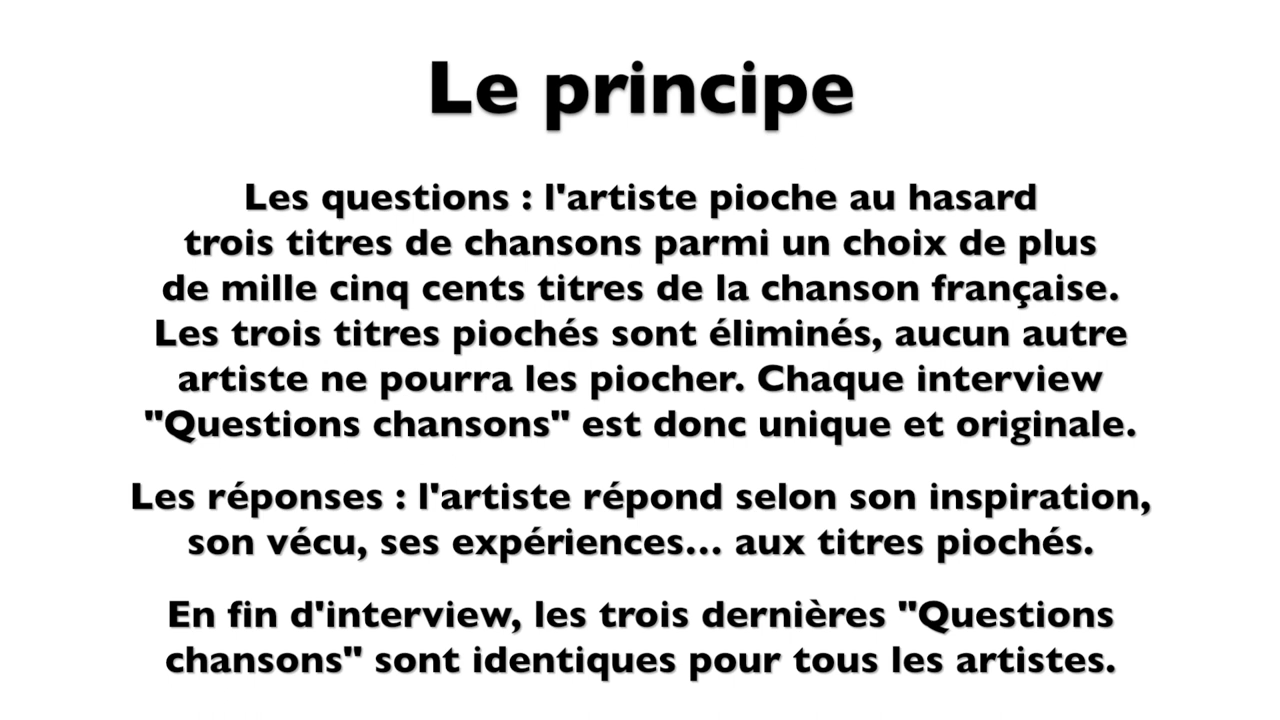 Le principe
Les questions : l'artiste pioche au hasard
trois titres de chansons parmi un choix de plus
de mille cinq cents titres de la chanson française.
Les trois titres piochés sont éliminés, aucun autre
artiste ne pourra les piocher. Chaque interview
"Questions chansons" est donc unique et originale.
Les réponses : l'artiste répond selon son inspiration,
son vécu, ses expériences... aux titres piochés.
En fin d'interview, les trois dernières "Questions
chansons" sont identiques pour tous les artistes.